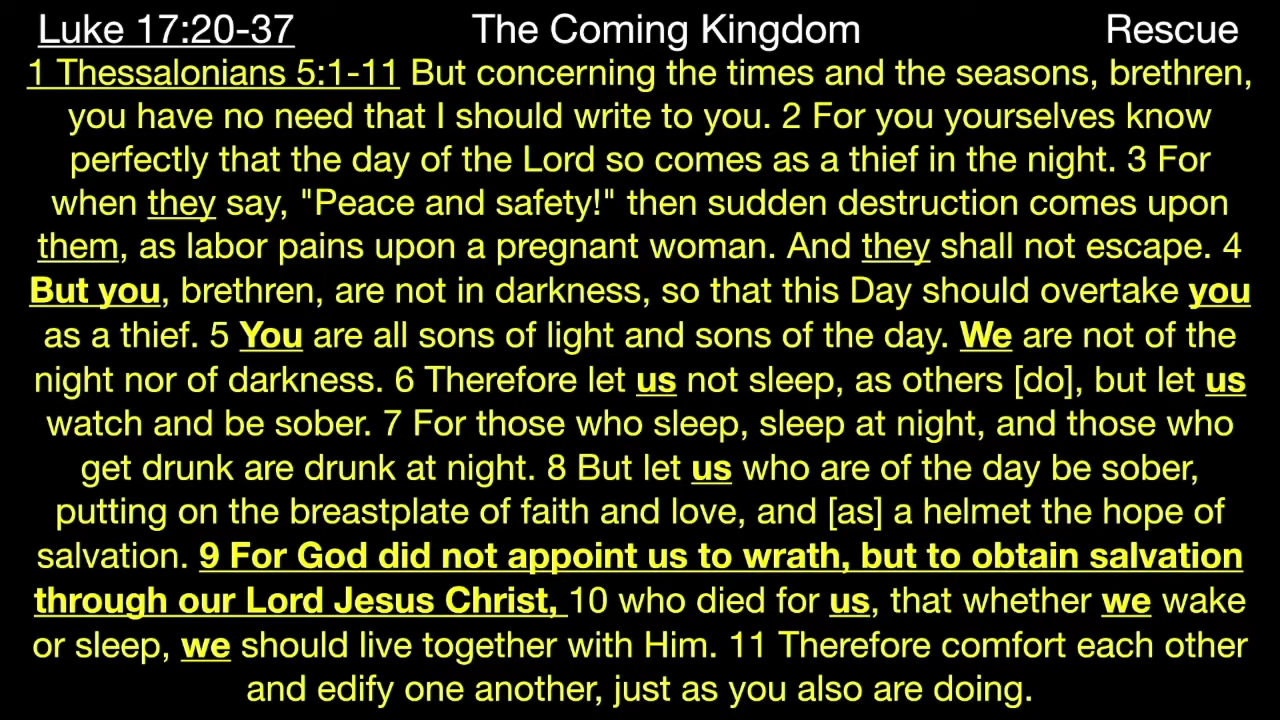 Luke 17:20-37 The Coming Kingdom Rescue
1 Thessalonians 5:1-11 But concerning the times and the seasons, brethren,
you have no need that I should write to you. 2 For you yourselves know
perfectly that the day of the Lord so comes as a thief in the night. 3 For
when they say, "Peace and safety!" then sudden destruction comes upon
them, as labor pains upon a pregnant woman. And they shall not escape. 4
But you, brethren, are not in darkness, so that this Day should overtake you
as a thief. 5 You are all sons of light and sons of the day. We are not of the
night nor of darkness. 6 Therefore let us not sleep, as others [do], but let us
watch and be sober. 7 For those who sleep, sleep at night, and those who
get drunk are drunk at night. 8 But let us who are of the day be sober,
putting on the breastplate of faith and love, and [as] a helmet the hope of
salvation. 9 For God did not appoint us to wrath, but to obtain salvation
through our Lord Jesus Christ, 10 who died for us, that whether we wake
or sleep, we should live together with Him. 11 Therefore comfort each other
and edify one another, just as you also are doing.